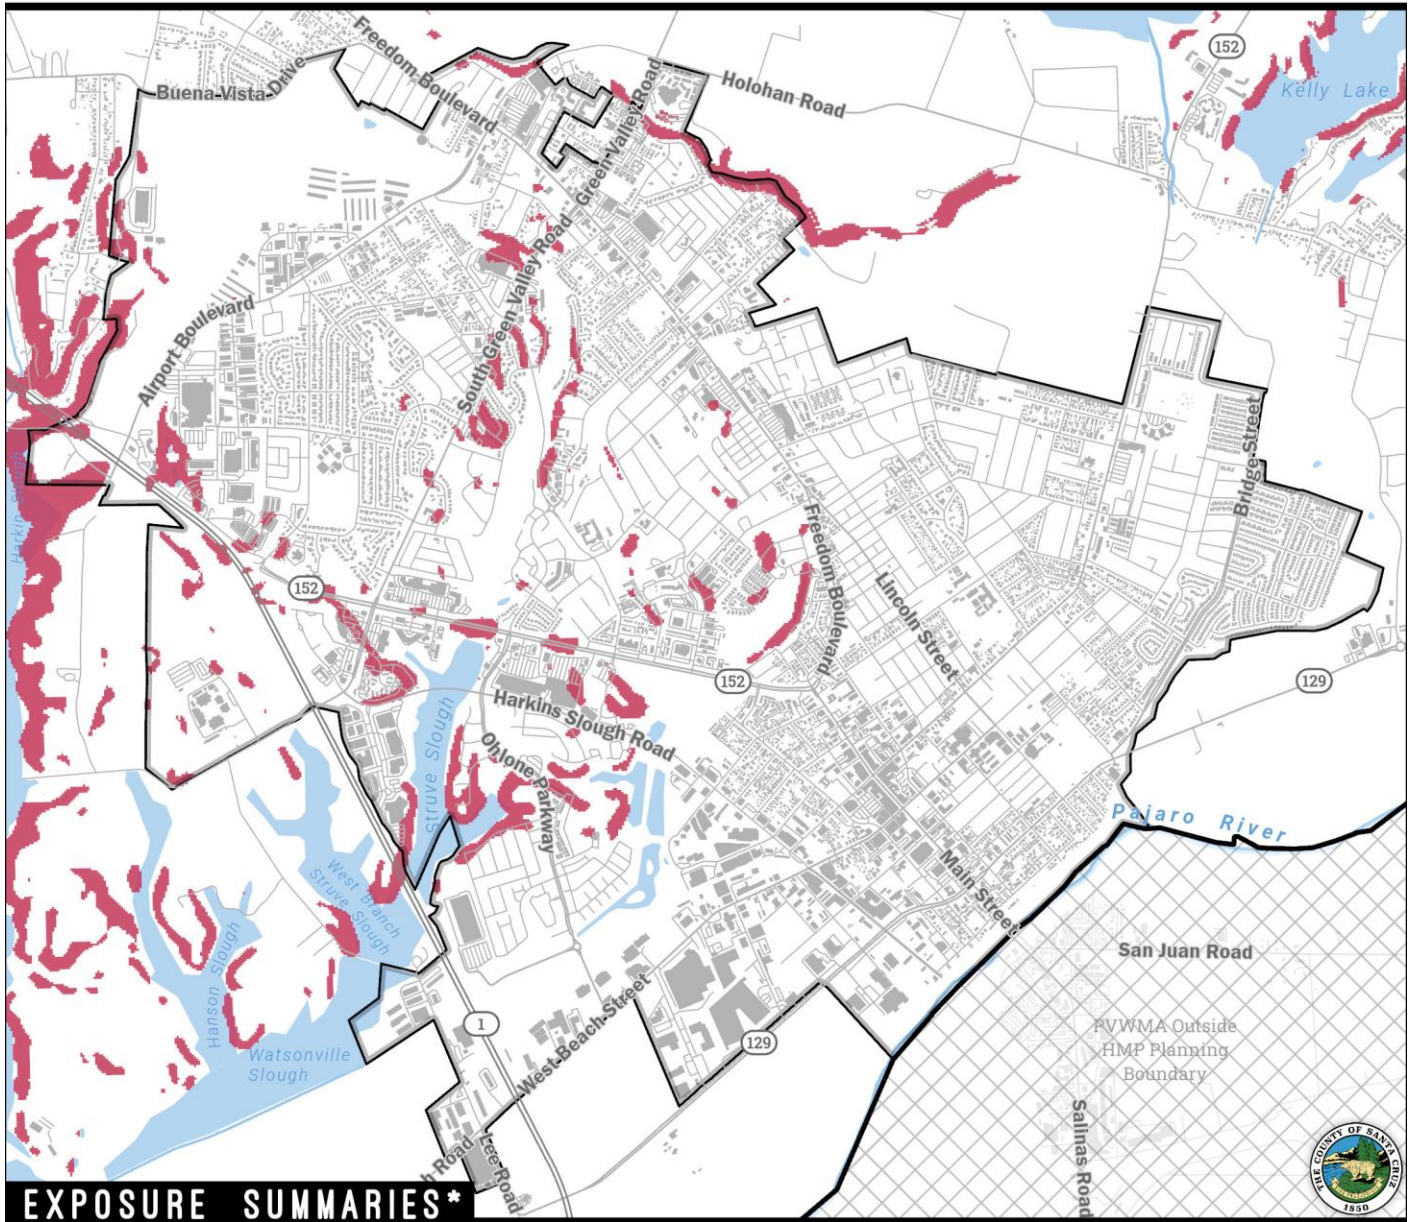 152
Freedom Boulevard
Buena Vista Drive
Holohan Road
Kelly Lake
Green Valley Road
South Green Valley Road
Airport Boulevard
Bridge Street
152
Freedom Boulevard
Lincoln Street
152
129
Harkins Slough Road
Struve Slough
Ohlone Parkway
Pajaro River
Main Street
West Branch
Struve Slough
Hanson Slough
San Juan Road
West Beach Street
1
129
PVWMA Outside
HMP Planning
Boundary
Watsonville
Slough
Salinas Road
Lee Road
h Road
THE COUNTY OF SANTA CRUZ
1850
EXPOSURE SUMMARIES*